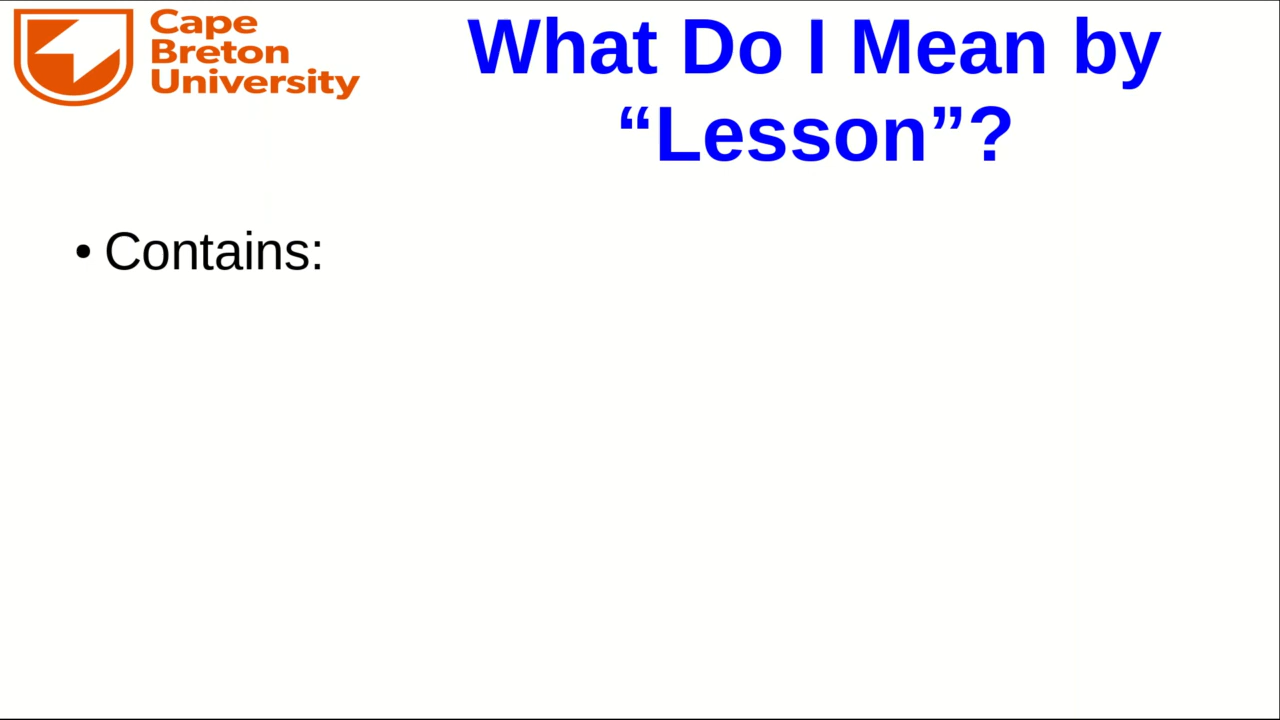 Cape
Breton
University
What Do I Mean by
“Lesson”?
• Contains: